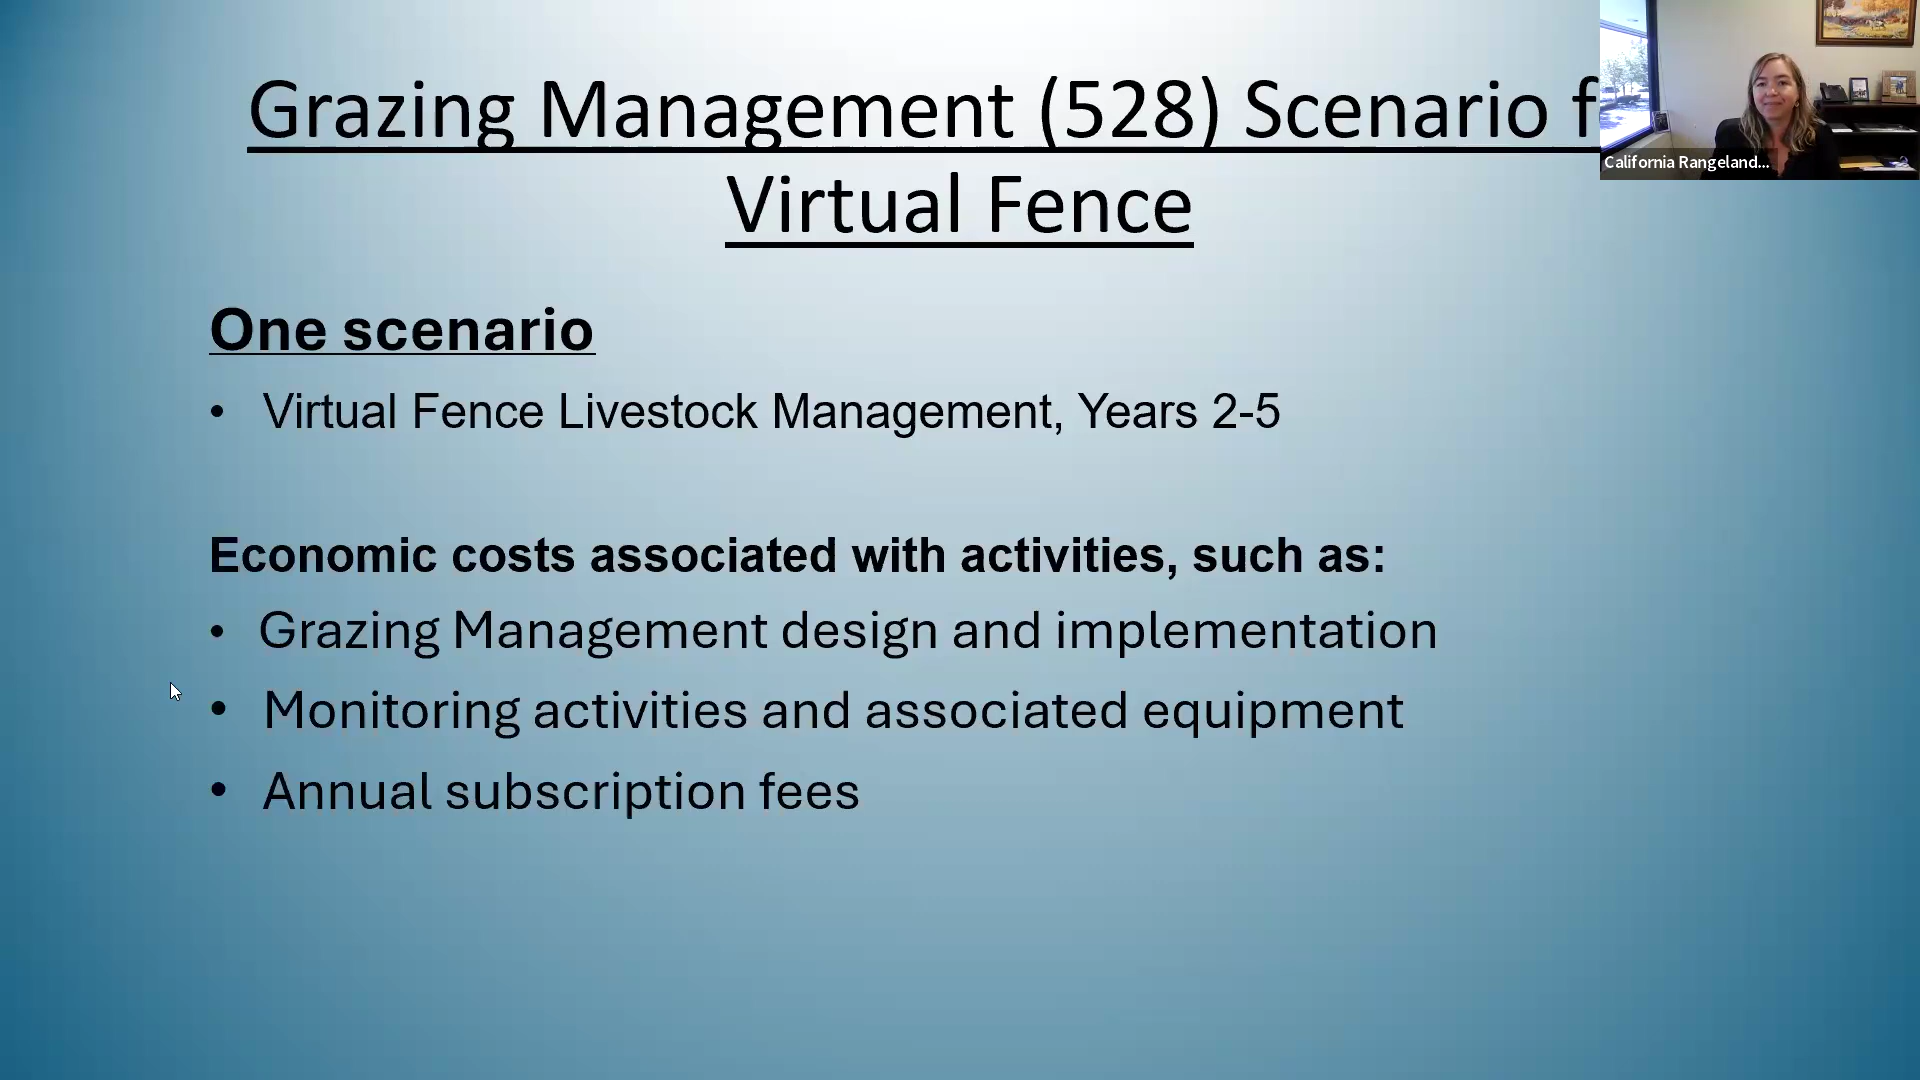 Grazing Management (528) Scenario f
Virtual Fence
California Rangeland...
One scenario
• Virtual Fence Livestock Management, Years 2-5
Economic costs associated with activities, such as:
• Grazing Management design and implementation
• Monitoring activities and associated equipment
• Annual subscription fees